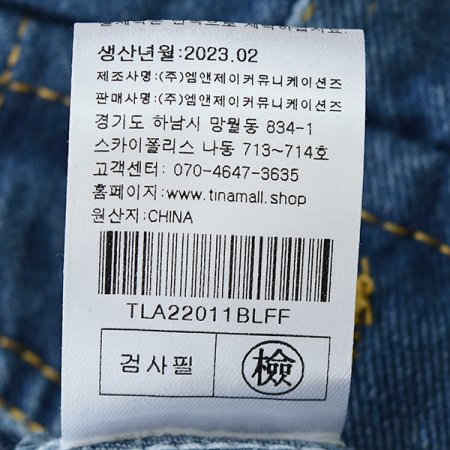 생산년월:2023.02
제조사명:(주)엠앤제이커뮤니케이션즈
판매사명:(주)엠앤제이커뮤니케이션즈
경기도 하남시 망월동 834-1
스카이폴리스 나동 713~714호
고객센터: 070-4647-3635
홈페이지:www.tinamall.shop
원산지:CHINA
TLA22011BLFF
검사필 檢